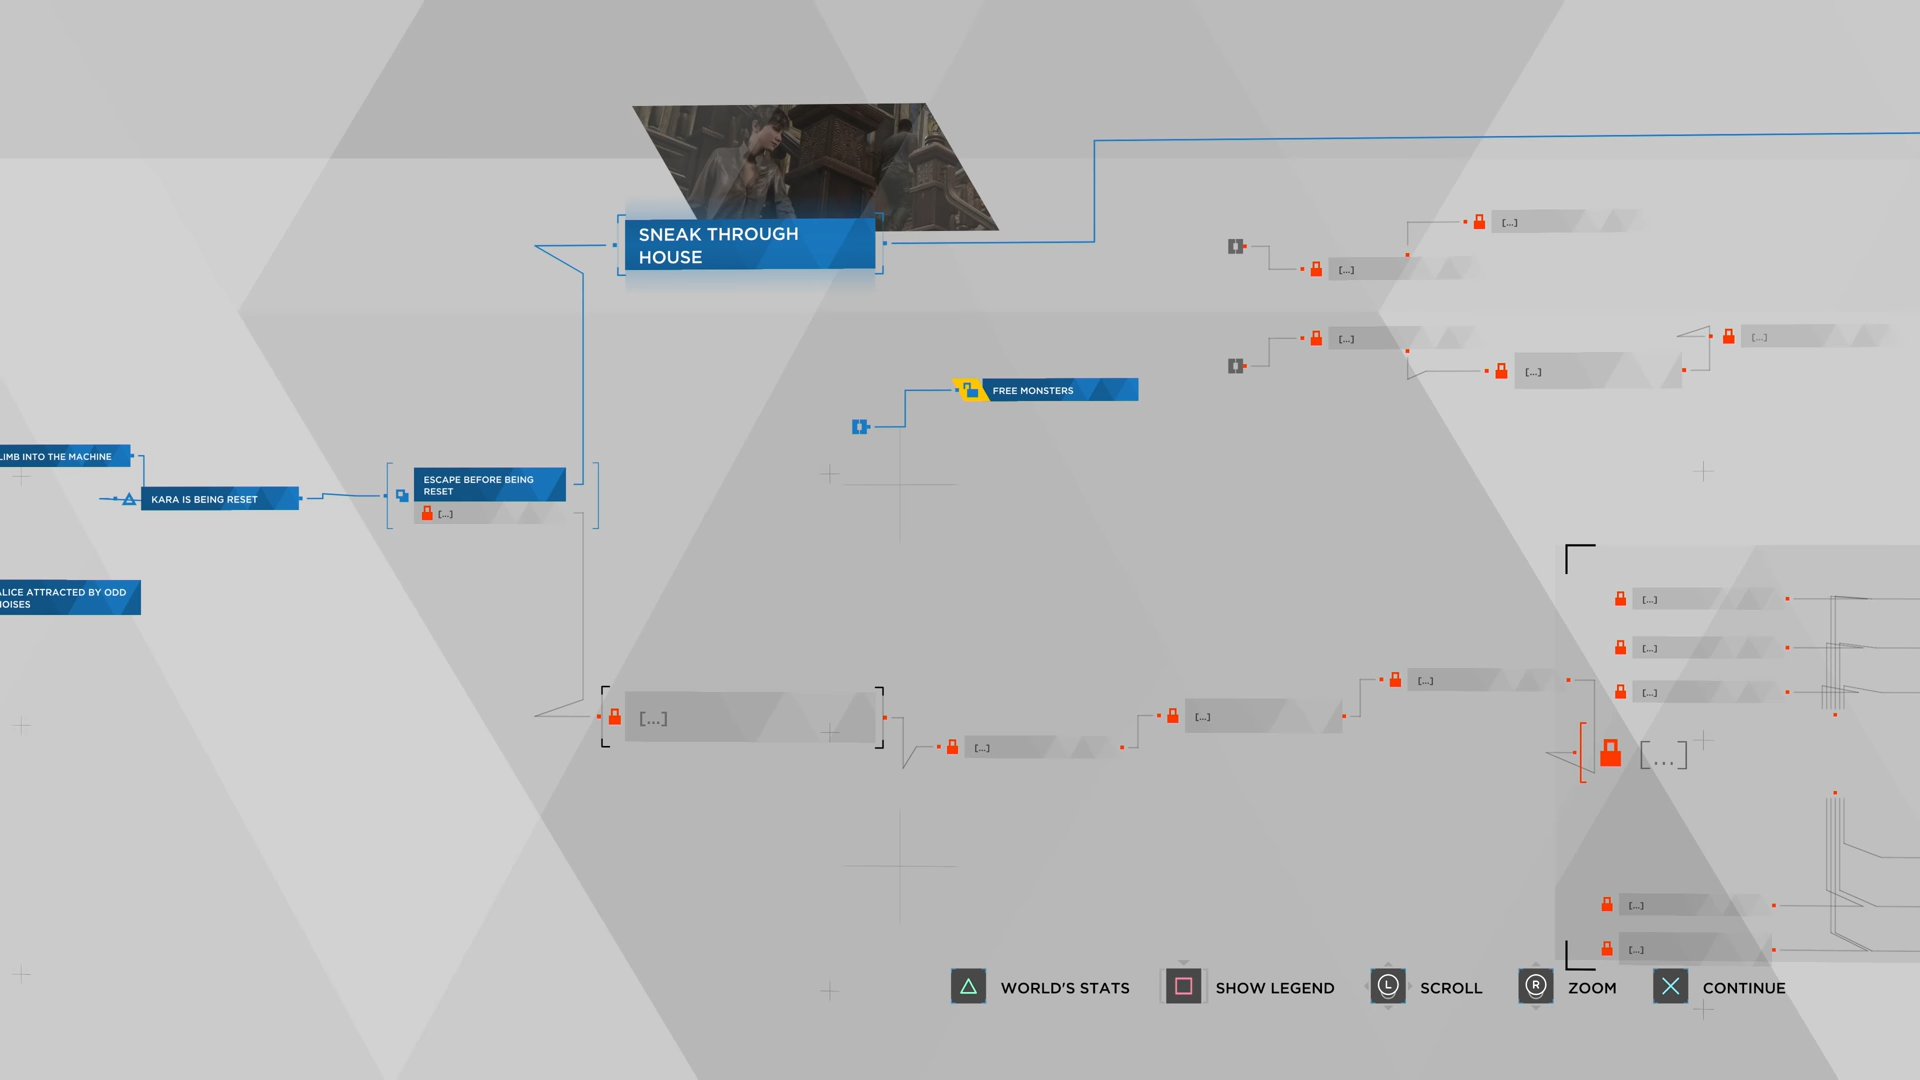 SNEAK THROUGH
HOUSE
[...]
[...]
[...]
[...]
[...]
FREE MONSTERS
LIMB INTO THE MACHINE
ESCAPE BEFORE BEING
RESET
KARA IS BEING RESET
[...]
ALICE ATTRACTED BY ODD
NOISES
[...]
[...]
[...]
[...]
[...]
[...]
[...]
[...]
[...]
[...]
WORLD'S STATS
SHOW LEGEND
L
SCROLL
R
ZOOM
CONTINUE